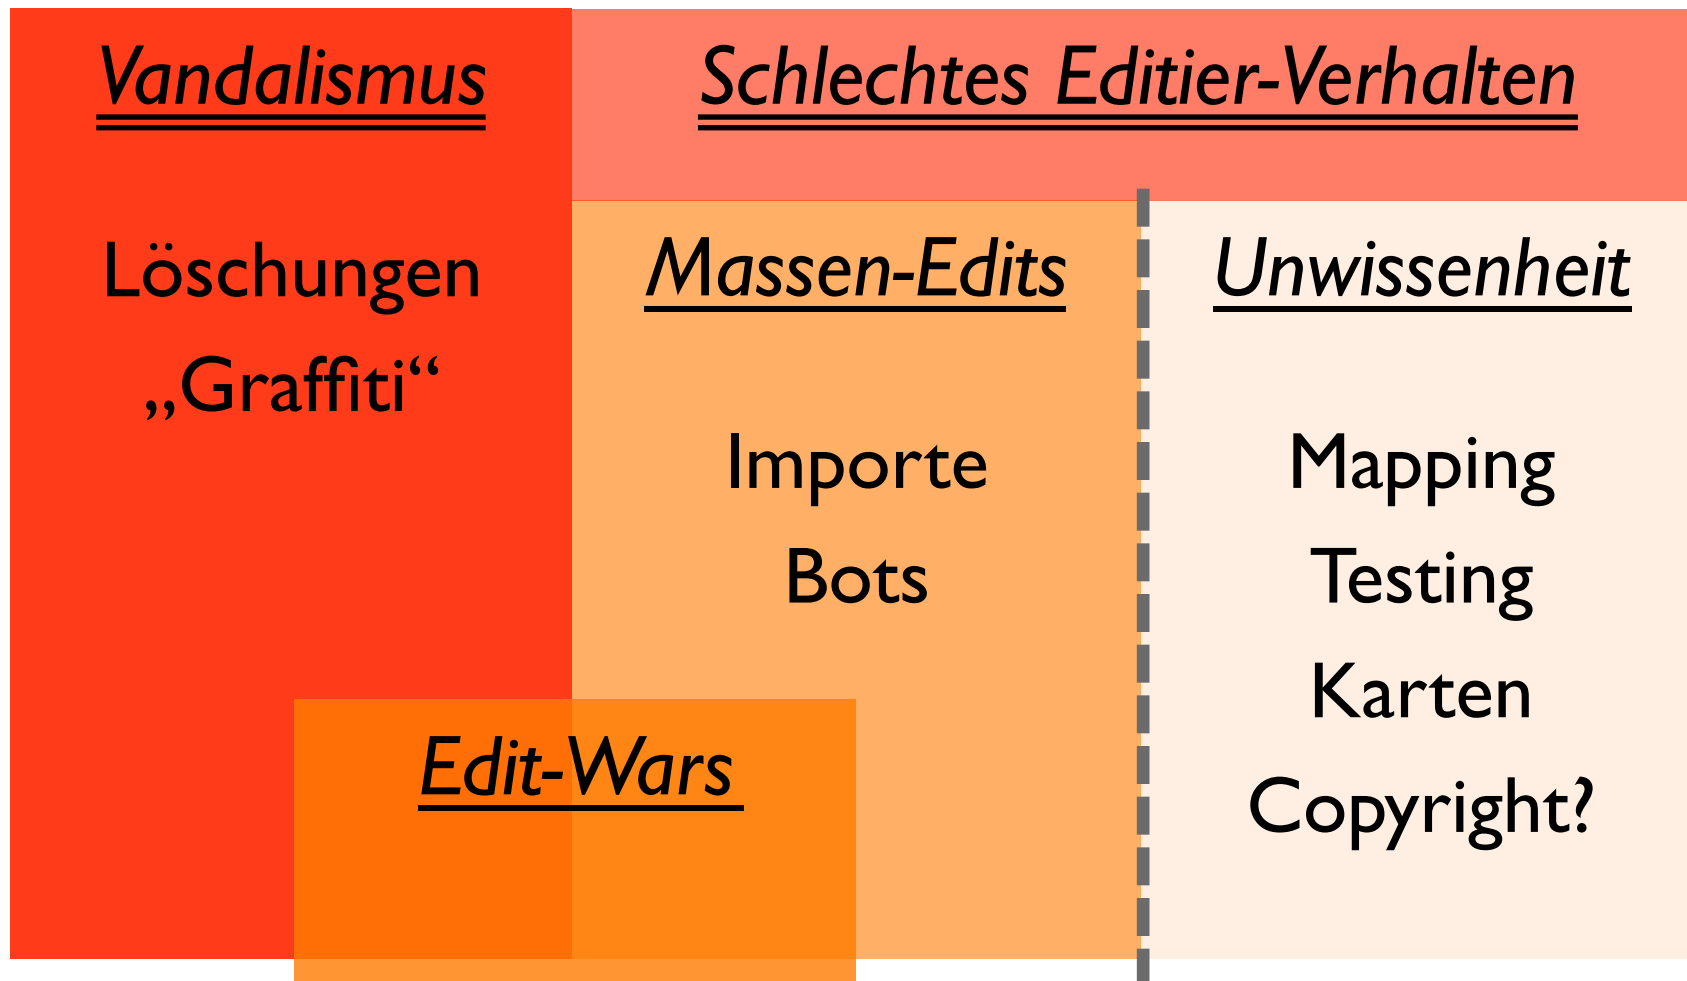 Vandalismus
Löschungen
„Graffiti“
Schlechtes Editier-Verhalten
Massen-Edits
Importe
Bots
Unwissenheit
Mapping
Testing
Karten
Copyright?
Edit-Wars